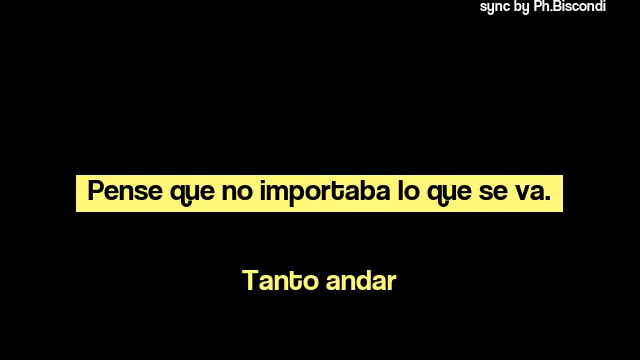 sync by Ph.Biscondi
Pense que no importaba lo que se va.
Tanto andar